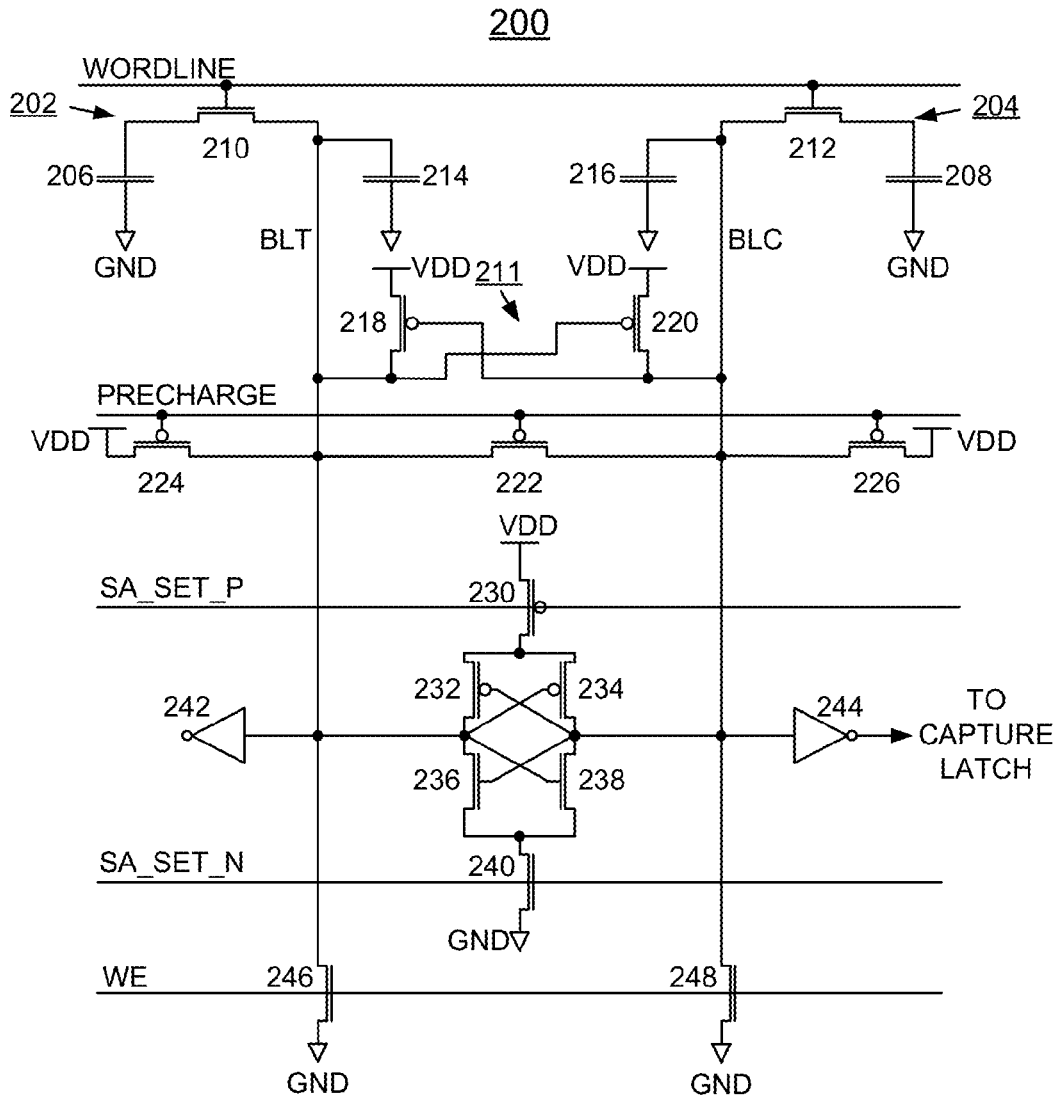 200
WORDLINE
202
204
210
212
206
214
216
208
BLT
BLC
GND
GND
VDD
211
VDD
218
220
PRECHARGE
VDD
VDD
224
222
226
VDD
SA_SET_P
230
232
234
242
244
TO
CAPTURE
LATCH
236
238
SA_SET_N
240
GND
WE
246
248
GND
GND